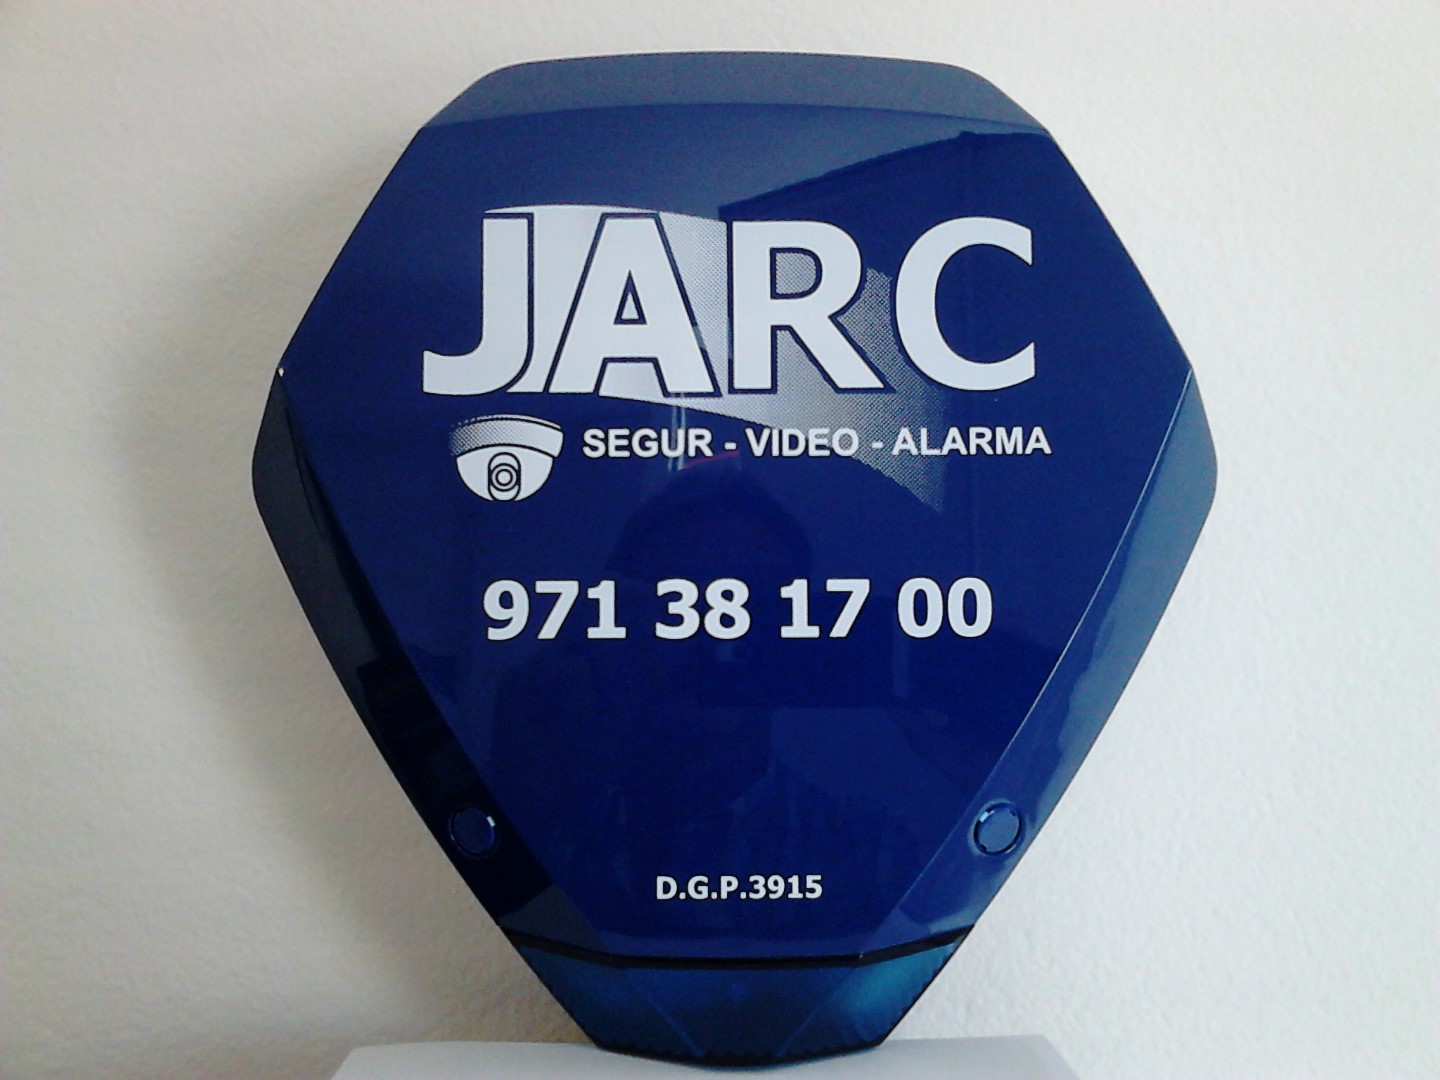 JARC
SEGUR - VIDEO - ALARMA
971 38 17 00
D.G.P.3915